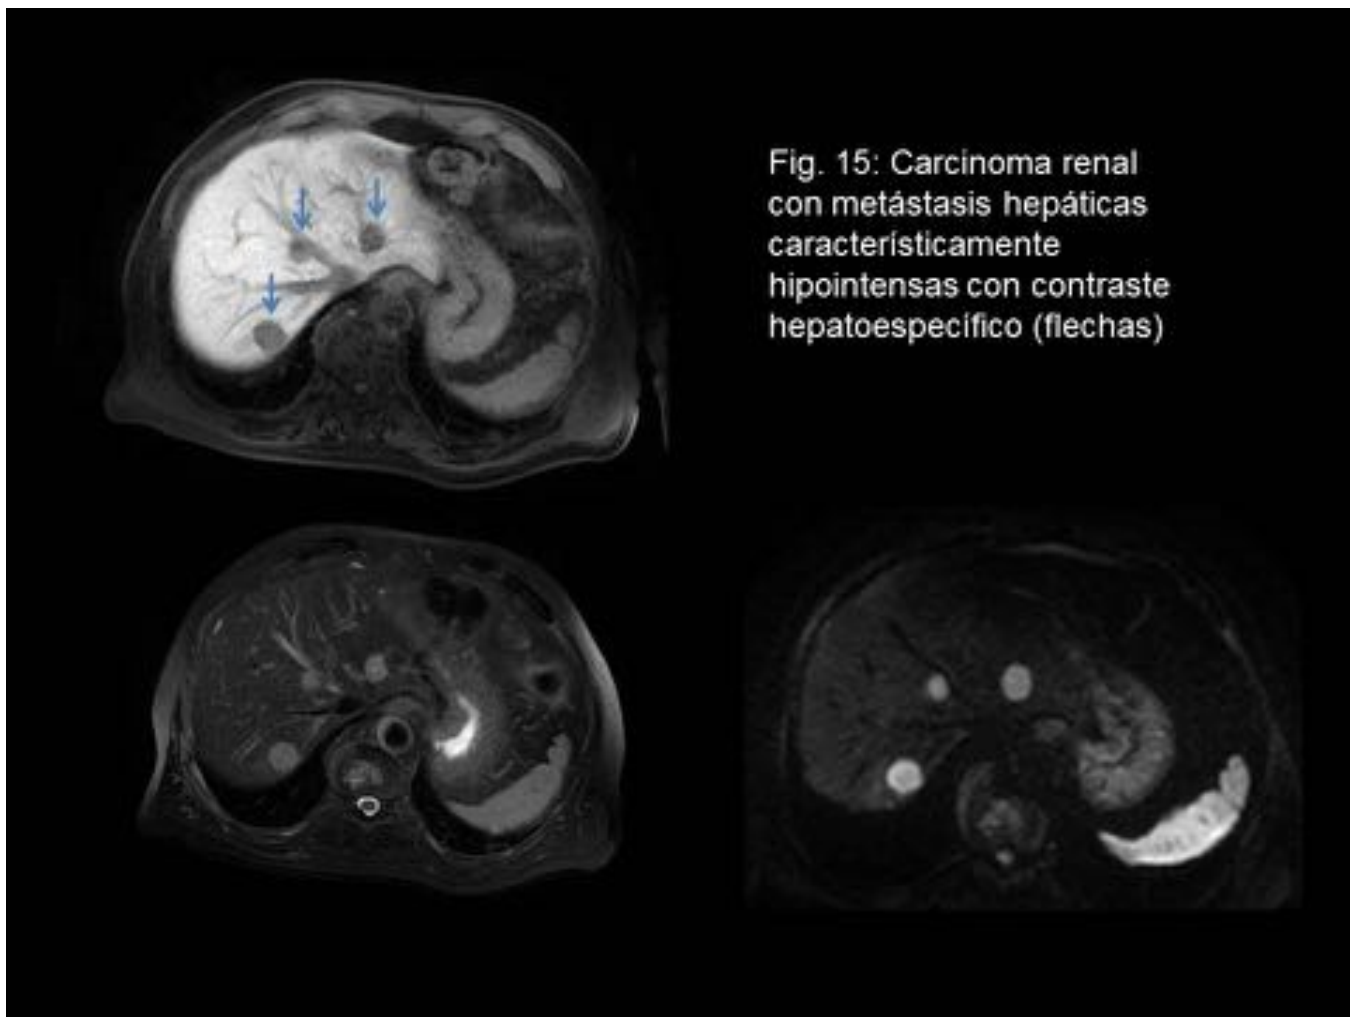 Fig. 15: Carcinoma renal
con metástasis hepáticas
característicamente
hipointensas con contraste
hepatoespecífico (flechas)